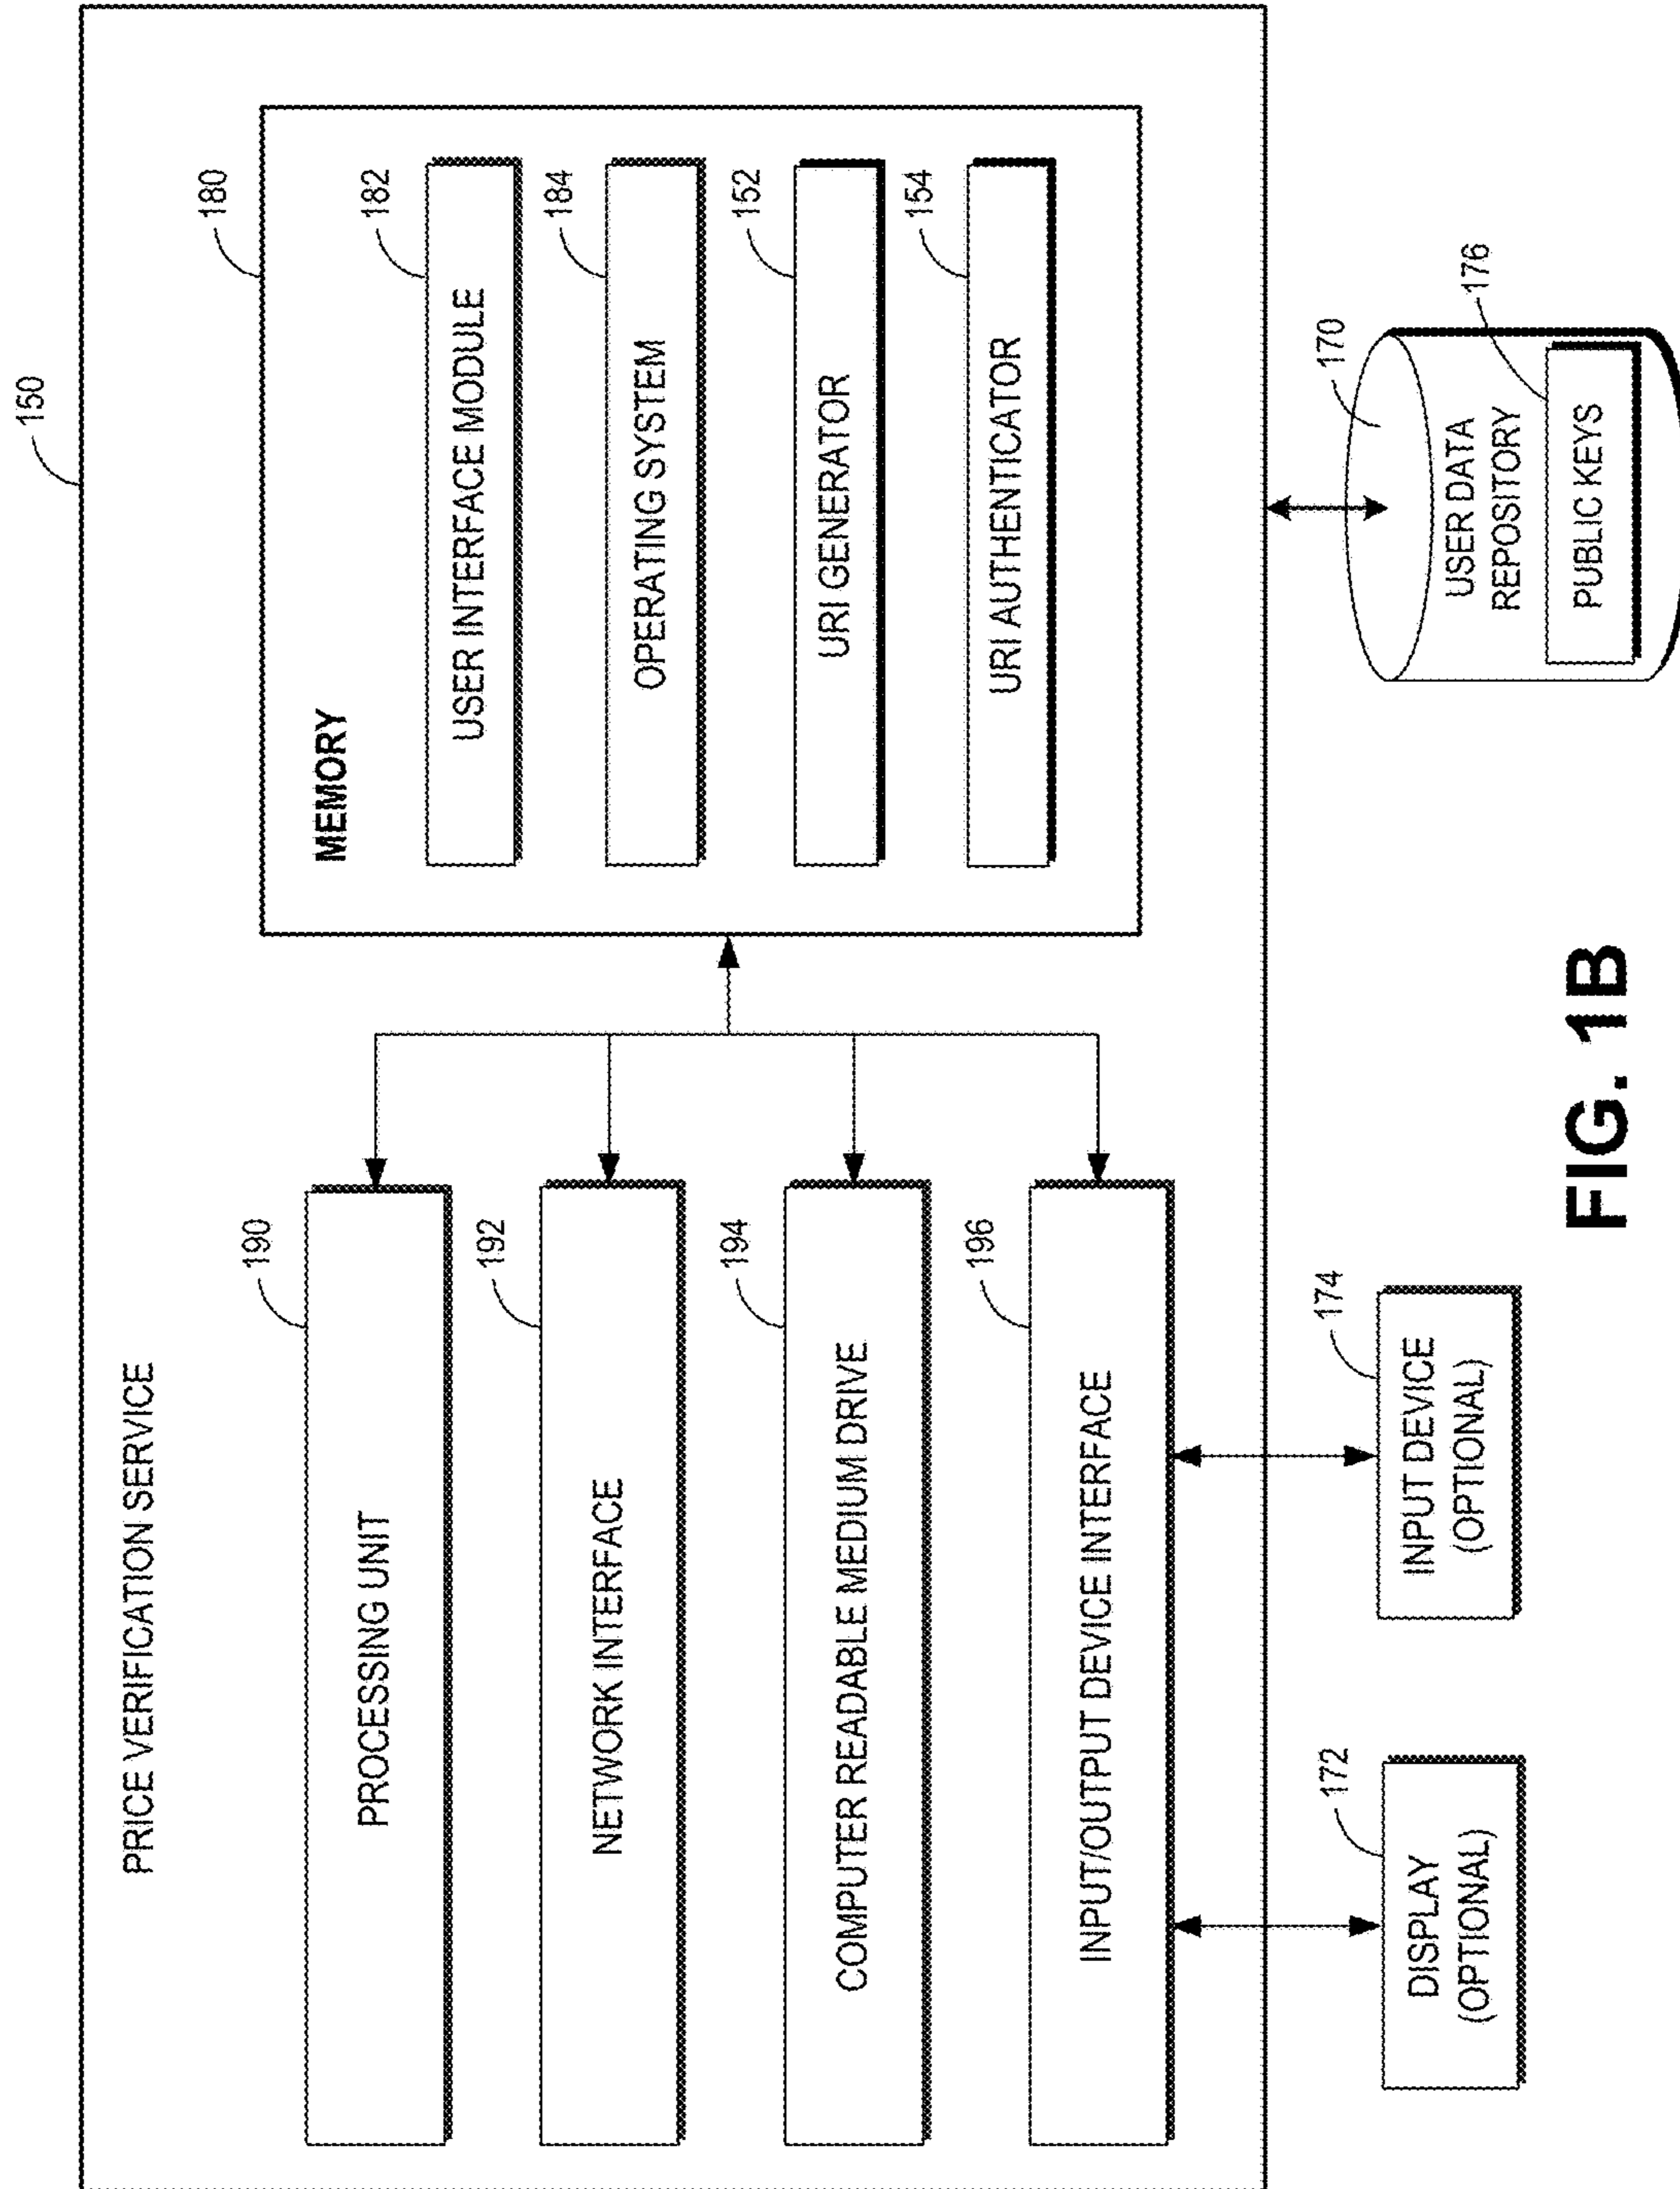 150
PRICE VERIFICATION SERVICE
190
PROCESSING UNIT
192
NETWORK INTERFACE
194
COMPUTER READABLE MEDIUM DRIVE
196
INPUT/OUTPUT DEVICE INTERFACE
180
MEMORY
182
USER INTERFACE MODULE
184
OPERATING SYSTEM
152
URI GENERATOR
154
URI AUTHENTICATOR
172
DISPLAY
(OPTIONAL)
174
INPUT DEVICE
(OPTIONAL)
170
USER DATA
REPOSITORY
176
PUBLIC KEYS
FIG. 1B